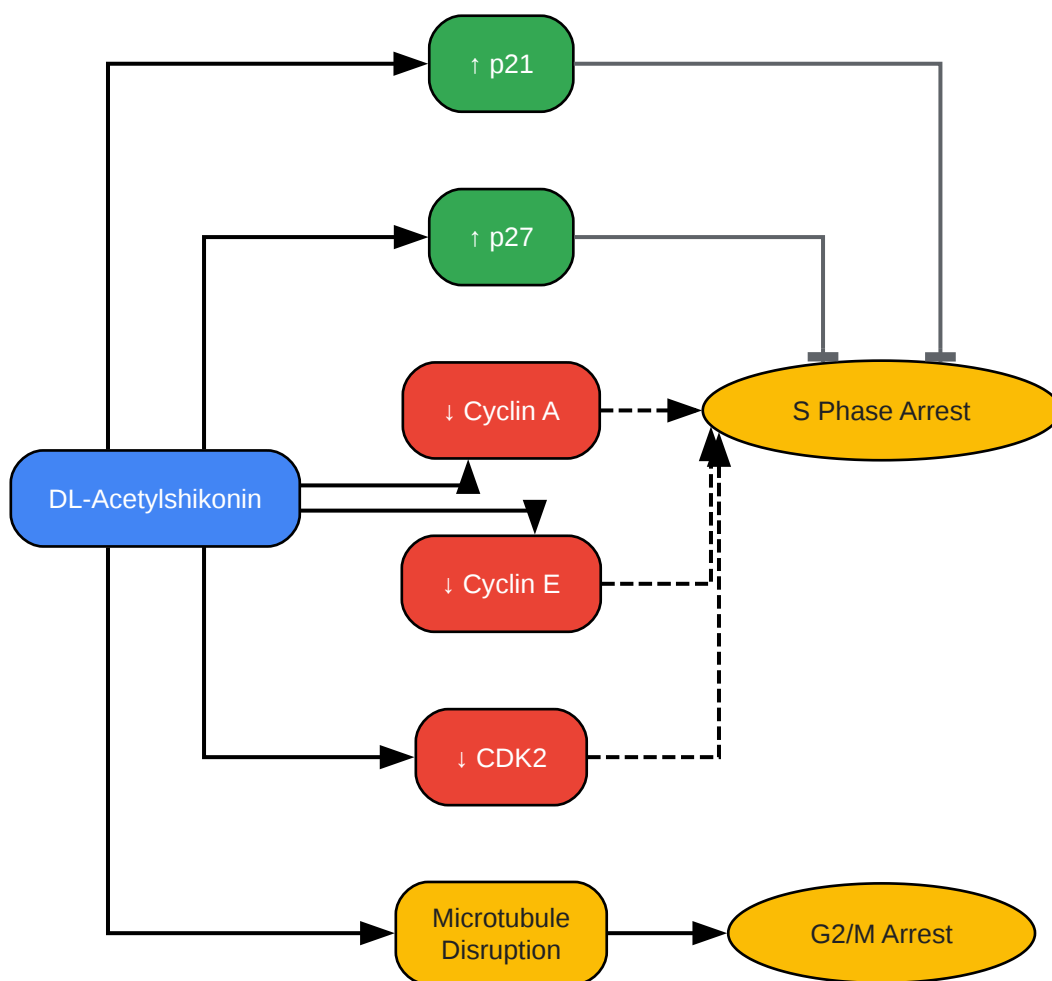 ↑ p21
↑ p27
↓ Cyclin A
S Phase Arrest
DL-Acetylshikonin
↓ Cyclin E
↓ CDK2
Microtubule
Disruption
G2/M Arrest